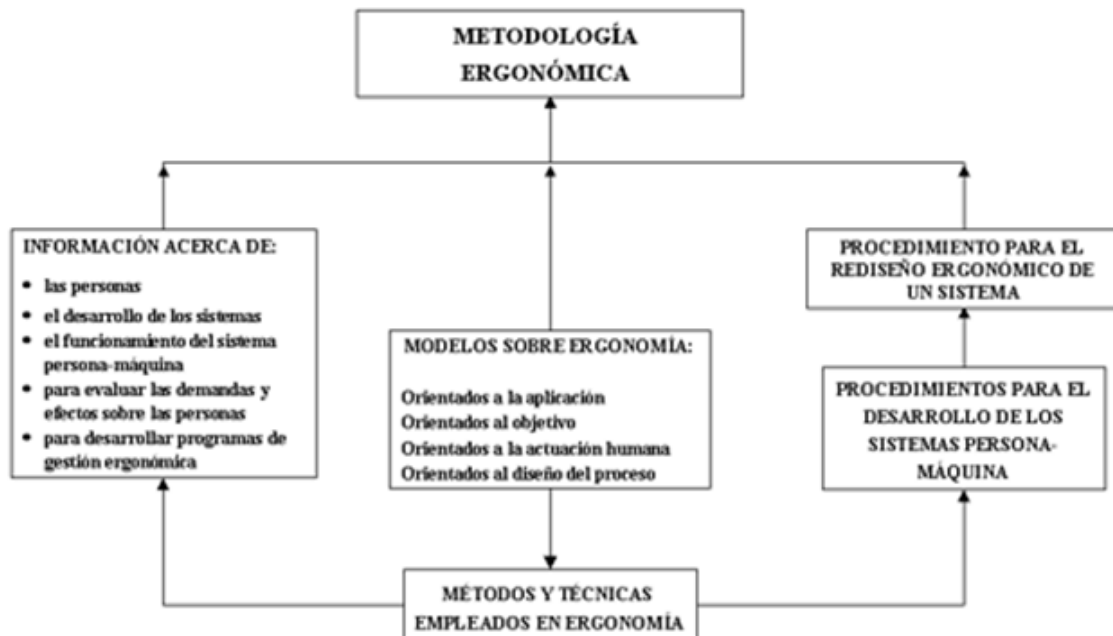 METODOLOGÍA
ERGONÓMICA
INFORMACIÓN ACERCA DE:
• las personas
• el desarrollo de los sistemas
• el funcionamiento del sistema
persona-máquina
• para evaluar las demandas y
efectos sobre las personas
• para desarrollar programas de
gestión ergonómica
MODELOS SOBRE ERGONOMÍA:
Orientados a la aplicación
Orientados al objetivo
Orientados a la actuación humana
Orientados al diseño del proceso
PROCEDIMIENTO PARA EL
REDISEÑO ERGONÓMICO DE
UN SISTEMA
PROCEDIMIENTOS PARA EL
DESARROLLO DE LOS
SISTEMAS PERSONA-
MÁQUINA
MÉTODOS Y TÉCNICAS
EMPLEADOS EN ERGONOMÍA